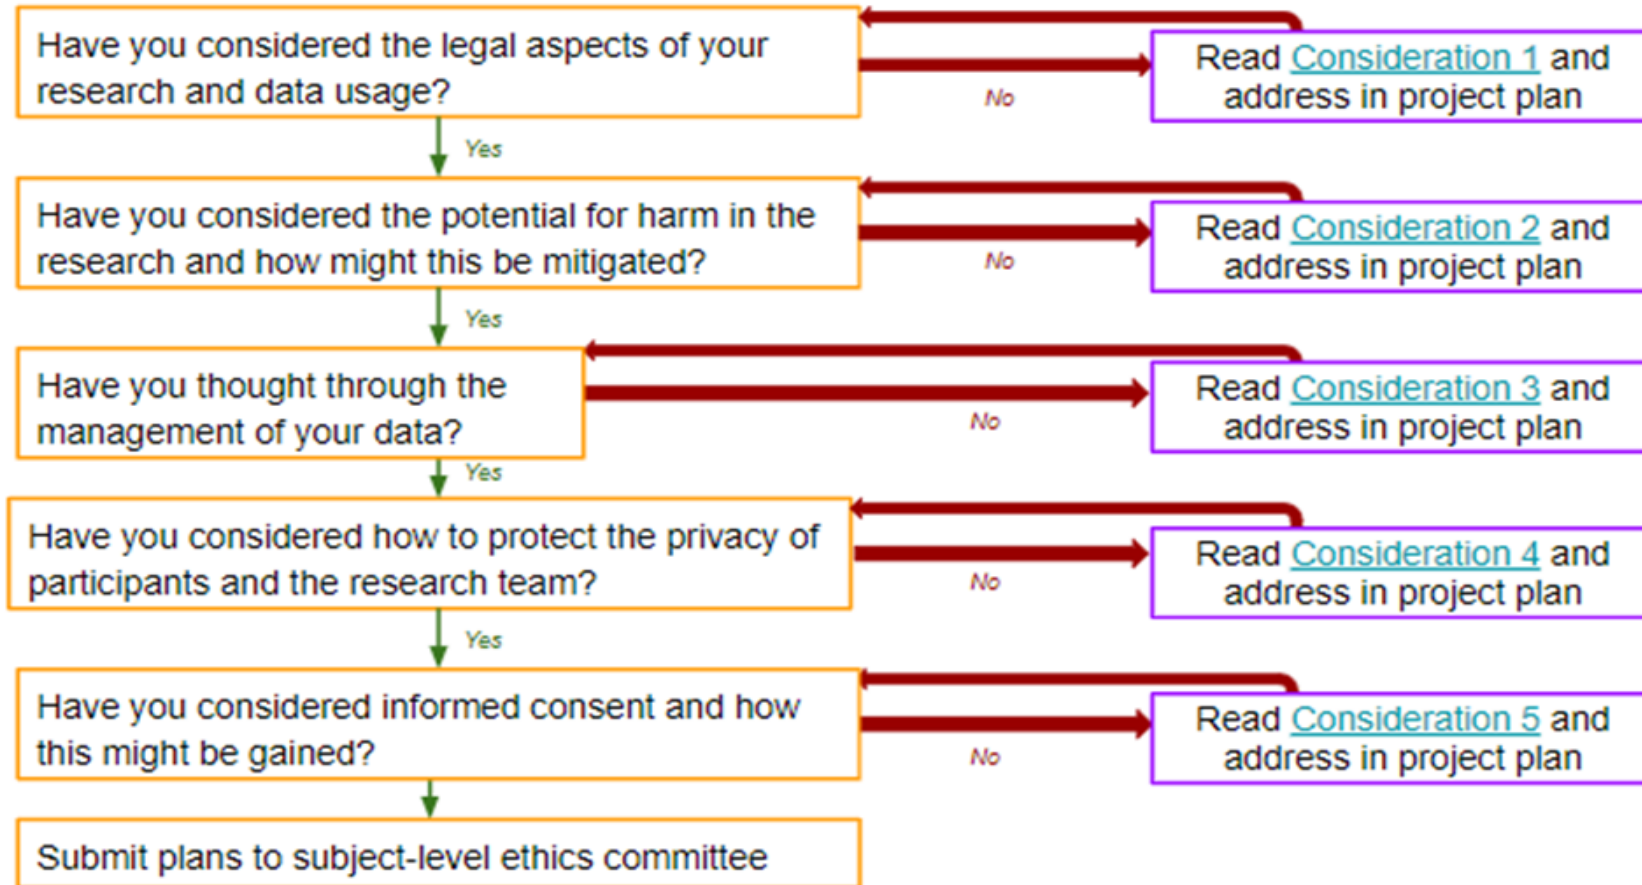 Have you considered the legal aspects of your
research and data usage?
No
Read Consideration 1 and
address in project plan
Yes
Have you considered the potential for harm in the
research and how might this be mitigated?
No
Read Consideration 2 and
address in project plan
Yes
Have you thought through the
management of your data?
No
Read Consideration 3 and
address in project plan
Yes
Have you considered how to protect the privacy of
participants and the research team?
No
Read Consideration 4 and
address in project plan
Yes
Have you considered informed consent and how
this might be gained?
No
Read Consideration 5 and
address in project plan
Submit plans to subject-level ethics committee